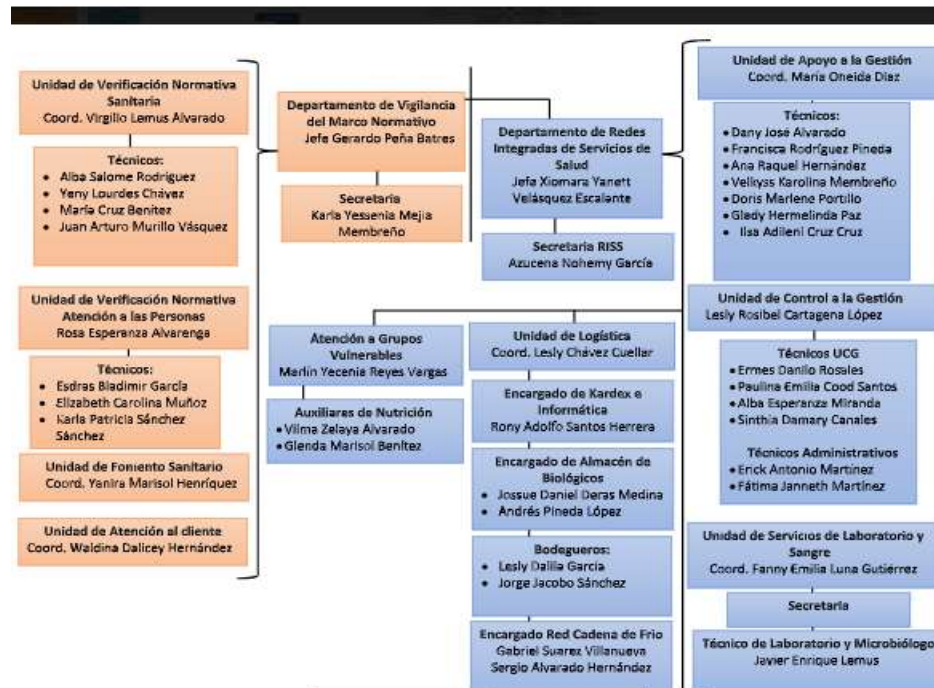 Unidad de Verificación Normativa
Sanitaria
Coord. Virgilio Lemus Alvarado
Técnicos:
• Alba Salome Rodríguez
• Yeny Lourdes Chávez
• María Cruz Benítez
• Juan Arturo Murillo Vásquez
Unidad de Verificación Normativa
Atención a las Personas
Rosa Esperanza Alvarenga
Técnicos:
• Esdras Bladimir García
• Elizabeth Carolina Muñoz
• Karla Patricia Sánchez
Sánchez
Unidad de Fomento Sanitario
Coord. Yanira Marisol Henríquez
Unidad de Atención al cliente
Coord. Waldina Dalicey Hernández
Departamento de Vigilancia
del Marco Normativo
Jefe Gerardo Peña Batres
Secretaria
Karla Yessenia Mejia
Membreño
Departamento de Redes
Integradas de Servicios de
Salud
Jefa Xiomara Yanett
Velásquez Escalante
Secretaria RISS
Azucena Nohemy García
Atención a Grupos
Vulnerables
Marlin Yecenia Reyes Vargas
Auxiliares de Nutrición
• Vilma Zelaya Alvarado
• Glenda Marisol Benítez
Unidad de Logística
Coord. Lesly Chávez Cuellar
Encargado de Kardex e
Informática
Rony Adolfo Santos Herrera
Encargado de Almacén de
Biológicos
• Jossue Daniel Deras Medina
• Andrés Pineda López
Bodegueros:
• Lesly Dalila Garcia
• Jorge Jacobo Sánchez
Encargado Red Cadena de Frio
Gabriel Suarez Villanueva
Sergio Alvarado Hernández
Unidad de Apoyo a la Gestión
Coord. María Oneida Diaz
Técnicos:
• Dany José Alvarado
• Francisca Rodríguez Pineda
• Ana Raquel Hernández
• Velkyss Karolina Membreño
• Doris Marlene Portillo
• Glady Hermelinda Paz
• Ilsa Adileni Cruz Cruz
Unidad de Control a la Gestión
Lesly Rosibel Cartagena López
Técnicos UCG
• Ermes Danilo Rosales
• Paulina Emilia Cood Santos
• Alba Esperanza Miranda
• Sinthia Damary Canales
Técnicos Administrativos
• Erick Antonio Martínez
• Fátima Janneth Martínez
Unidad de Servicios de Laboratorio y
Sangre
Coord. Fanny Emilia Luna Gutiérrez
Secretaria
Técnico de Laboratorio y Microbiólogo
Javier Enrique Lemus